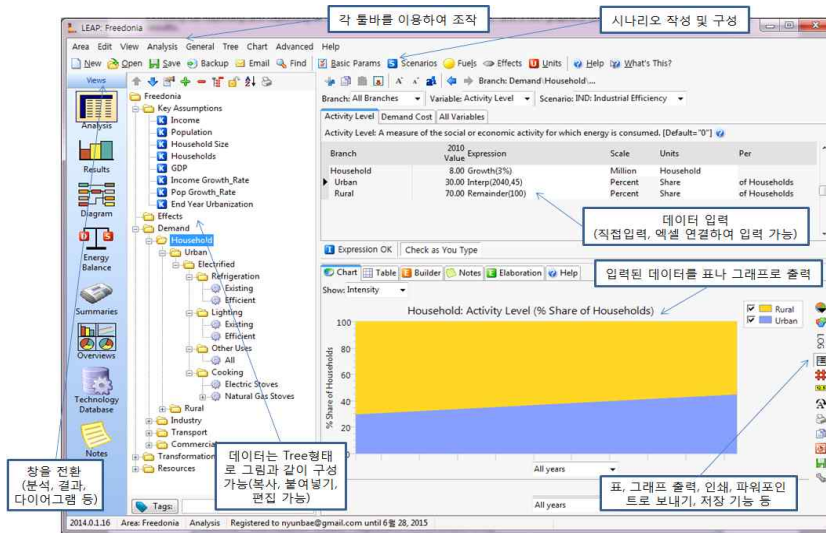 각 툴바를 이용하여 조작
시나리오 작성 및 구성
LEAP: Freedonia
Area Edit View Analysis General Tree Chart Advanced Help
New Open Save Backup Email Find Basic Params Scenarios Fuels Effects Units Help What's This?
Views
Analysis
Results
Diagram
Energy
Balance
Summaries
Overviews
Technology
Database
Notes
Freedonia
Key Assumptions
Income
Population
Household Size
Households
GDP
Income Growth_Rate
Pop Growth_Rate
End Year Urbanization
Effects
Demand
Household
Urban
Electrified
Refrigeration
Existing
Efficient
Lighting
Existing
Efficient
Other Uses
All
Cooking
Electric Stoves
Natural Gas Stoves
Rural
Industry
Transport
Commercial
Transformation
Resources
Tags:
Branch: Demand\Household\...
Branch: All Branches Variable: Activity Level Scenario: IND: Industrial Efficiency
Activity Level Demand Cost All Variables
Activity Level: A measure of the social or economic activity for which energy is consumed. [Default="0"]
Branch 2010 Value Expression Scale Units Per
Household 8.00 Growth(3%) Million Household
Urban 30.00 Interp(2040,45) Percent Share of Households
Rural 70.00 Remainder(100) Percent Share of Households
데이터 입력
(직접입력, 엑셀 연결하여 입력 가능)
Expression OK Check as You Type
Chart Table Builder Notes Elaboration Help
입력된 데이터를 표나 그래프로 출력
Show: Intensity
Household: Activity Level (% Share of Households)
Rural
Urban
LOG
% Share of Households
100
80
60
40
20
0
All years
All years
창을 전환
(분석, 결과,
다이어그램 등)
데이터는 Tree형태
로 그림과 같이 구성
가능(복사, 붙여넣기,
편집 가능)
표, 그래프 출력, 인쇄, 파워포인
트로 보내기, 저장 기능 등
2014.0.1.16 Area: Freedonia Analysis Registered to nyunbae@gmail.com until 6월 28, 2015